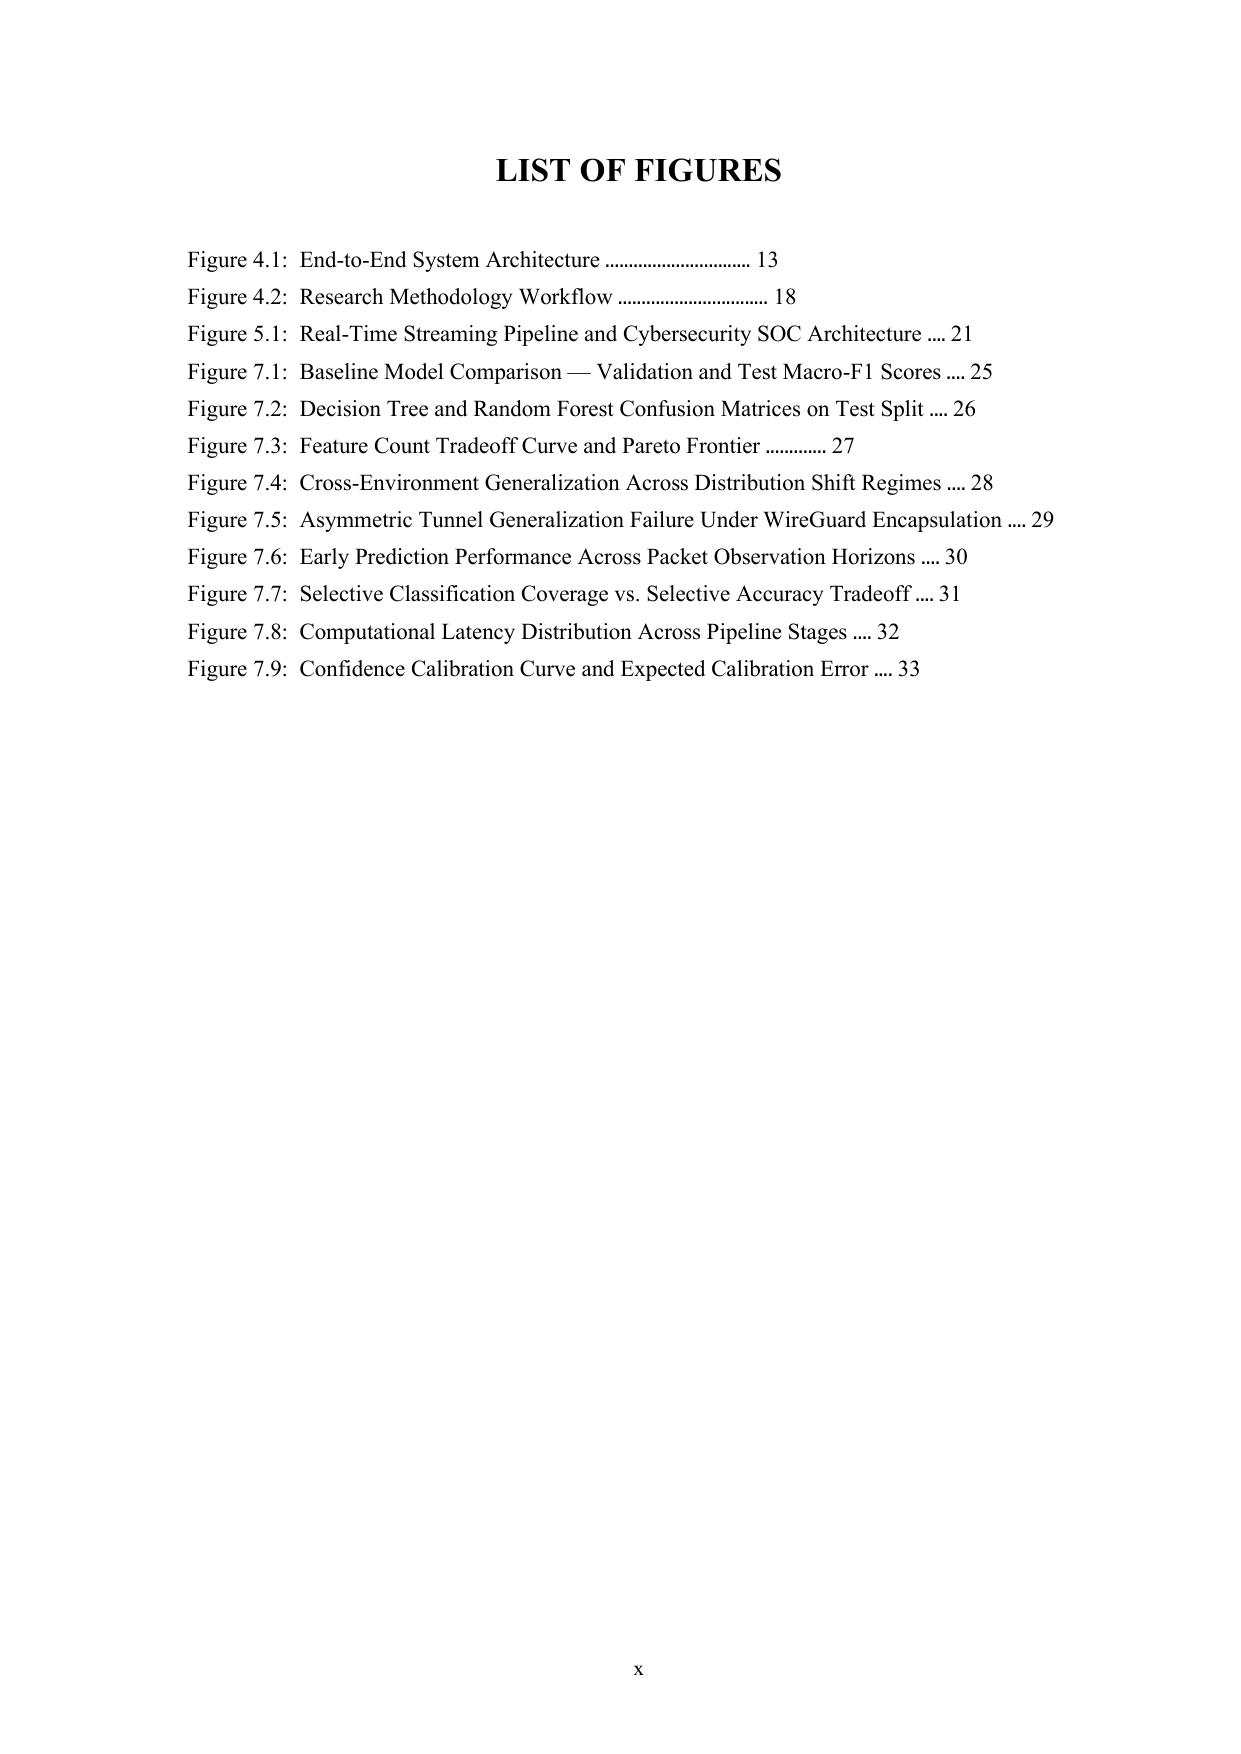 LIST OF FIGURES
Figure 4.1: End-to-End System Architecture ............................... 13
Figure 4.2: Research Methodology Workflow ................................ 18
Figure 5.1: Real-Time Streaming Pipeline and Cybersecurity SOC Architecture .... 21
Figure 7.1: Baseline Model Comparison — Validation and Test Macro-F1 Scores .... 25
Figure 7.2: Decision Tree and Random Forest Confusion Matrices on Test Split .... 26
Figure 7.3: Feature Count Tradeoff Curve and Pareto Frontier ............. 27
Figure 7.4: Cross-Environment Generalization Across Distribution Shift Regimes .... 28
Figure 7.5: Asymmetric Tunnel Generalization Failure Under WireGuard Encapsulation .... 29
Figure 7.6: Early Prediction Performance Across Packet Observation Horizons .... 30
Figure 7.7: Selective Classification Coverage vs. Selective Accuracy Tradeoff .... 31
Figure 7.8: Computational Latency Distribution Across Pipeline Stages .... 32
Figure 7.9: Confidence Calibration Curve and Expected Calibration Error .... 33
x